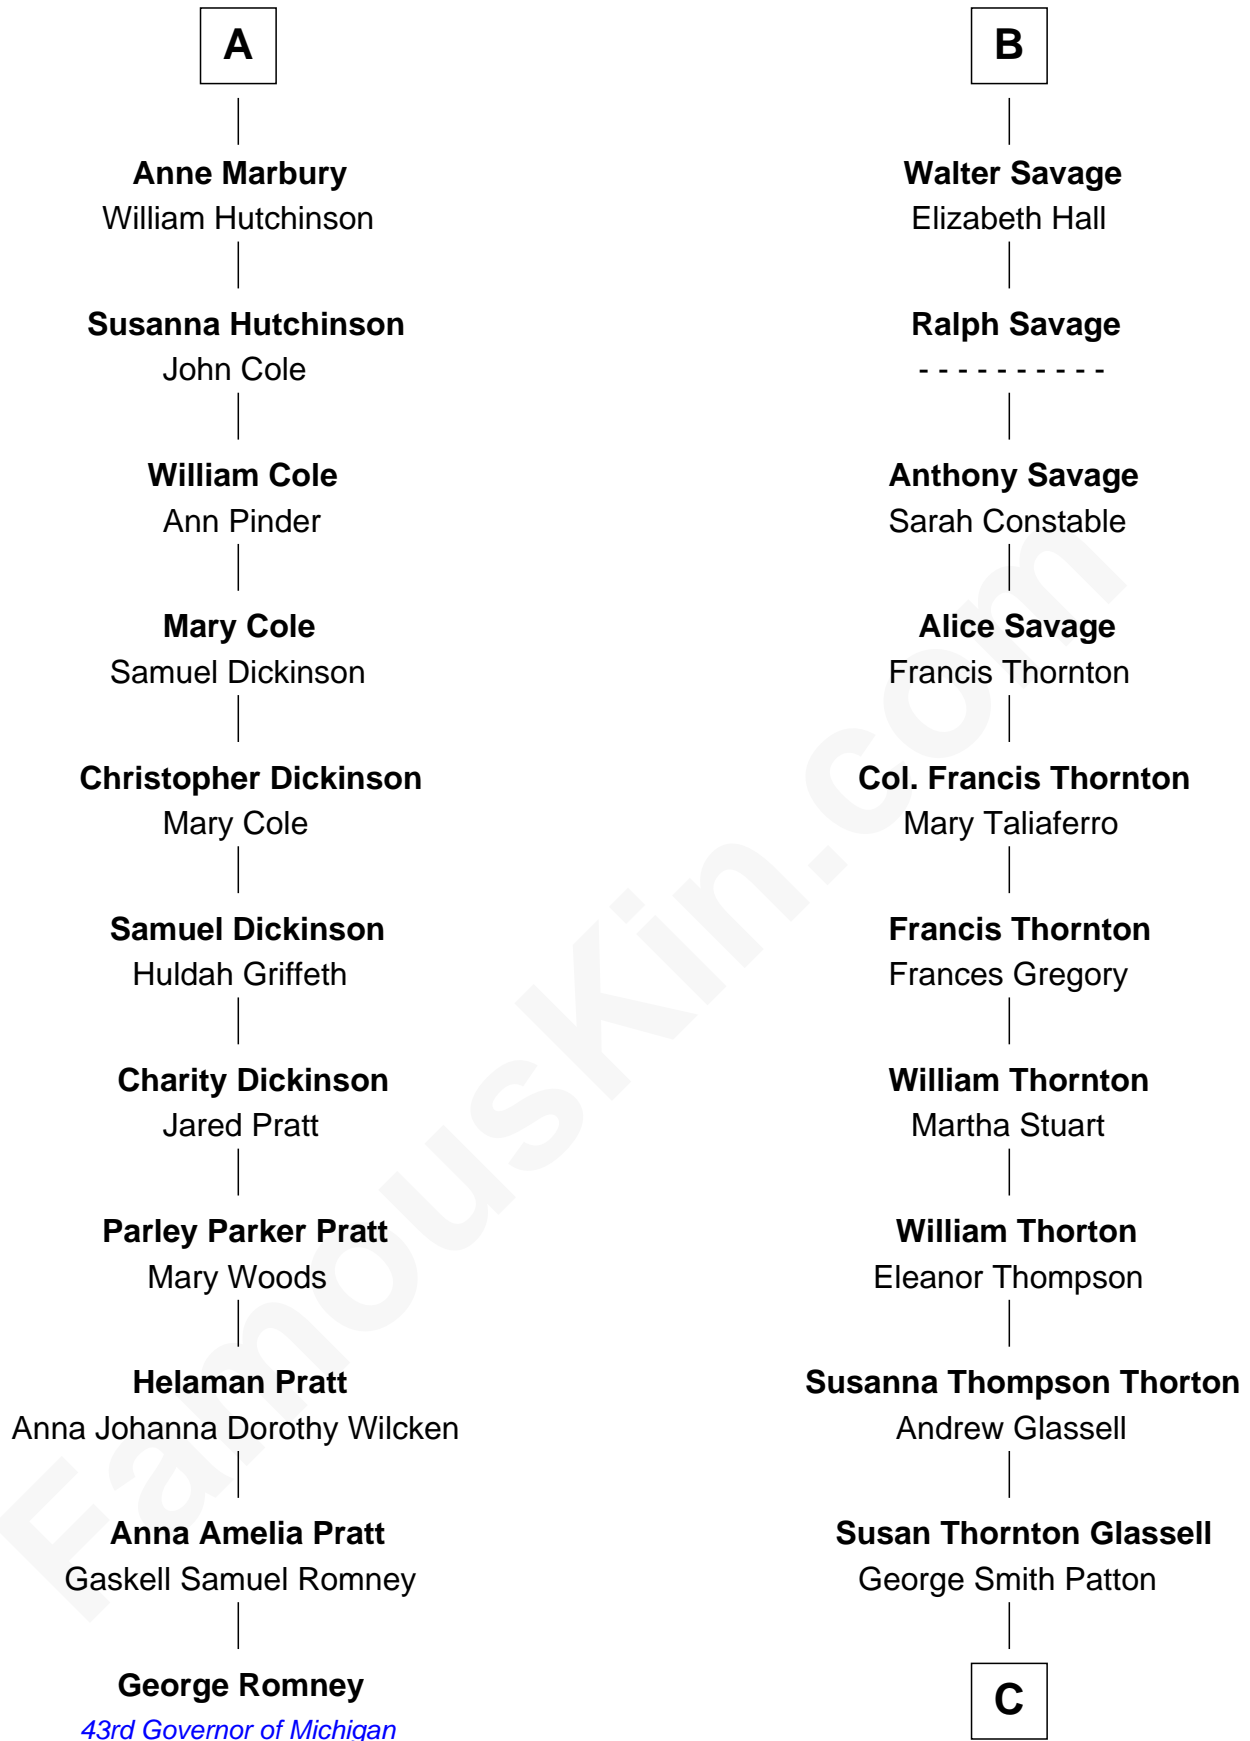 A
Anne Marbury
William Hutchinson
Susanna Hutchinson
John Cole
William Cole
Ann Pinder
Mary Cole
Samuel Dickinson
Christopher Dickinson
Mary Cole
Samuel Dickinson
Huldah Griffeth
Charity Dickinson
Jared Pratt
Parley Parker Pratt
Mary Woods
Helaman Pratt
Anna Johanna Dorothy Wilcken
Anna Amelia Pratt
Gaskell Samuel Romney
George Romney
43rd Governor of Michigan
B
Walter Savage
Elizabeth Hall
Ralph Savage
- - - - - - - - - -
Anthony Savage
Sarah Constable
Alice Savage
Francis Thornton
Col. Francis Thornton
Mary Taliaferro
Francis Thornton
Frances Gregory
William Thornton
Martha Stuart
William Thorton
Eleanor Thompson
Susanna Thompson Thorton
Andrew Glassell
Susan Thornton Glassell
George Smith Patton
C
FamousKin.com